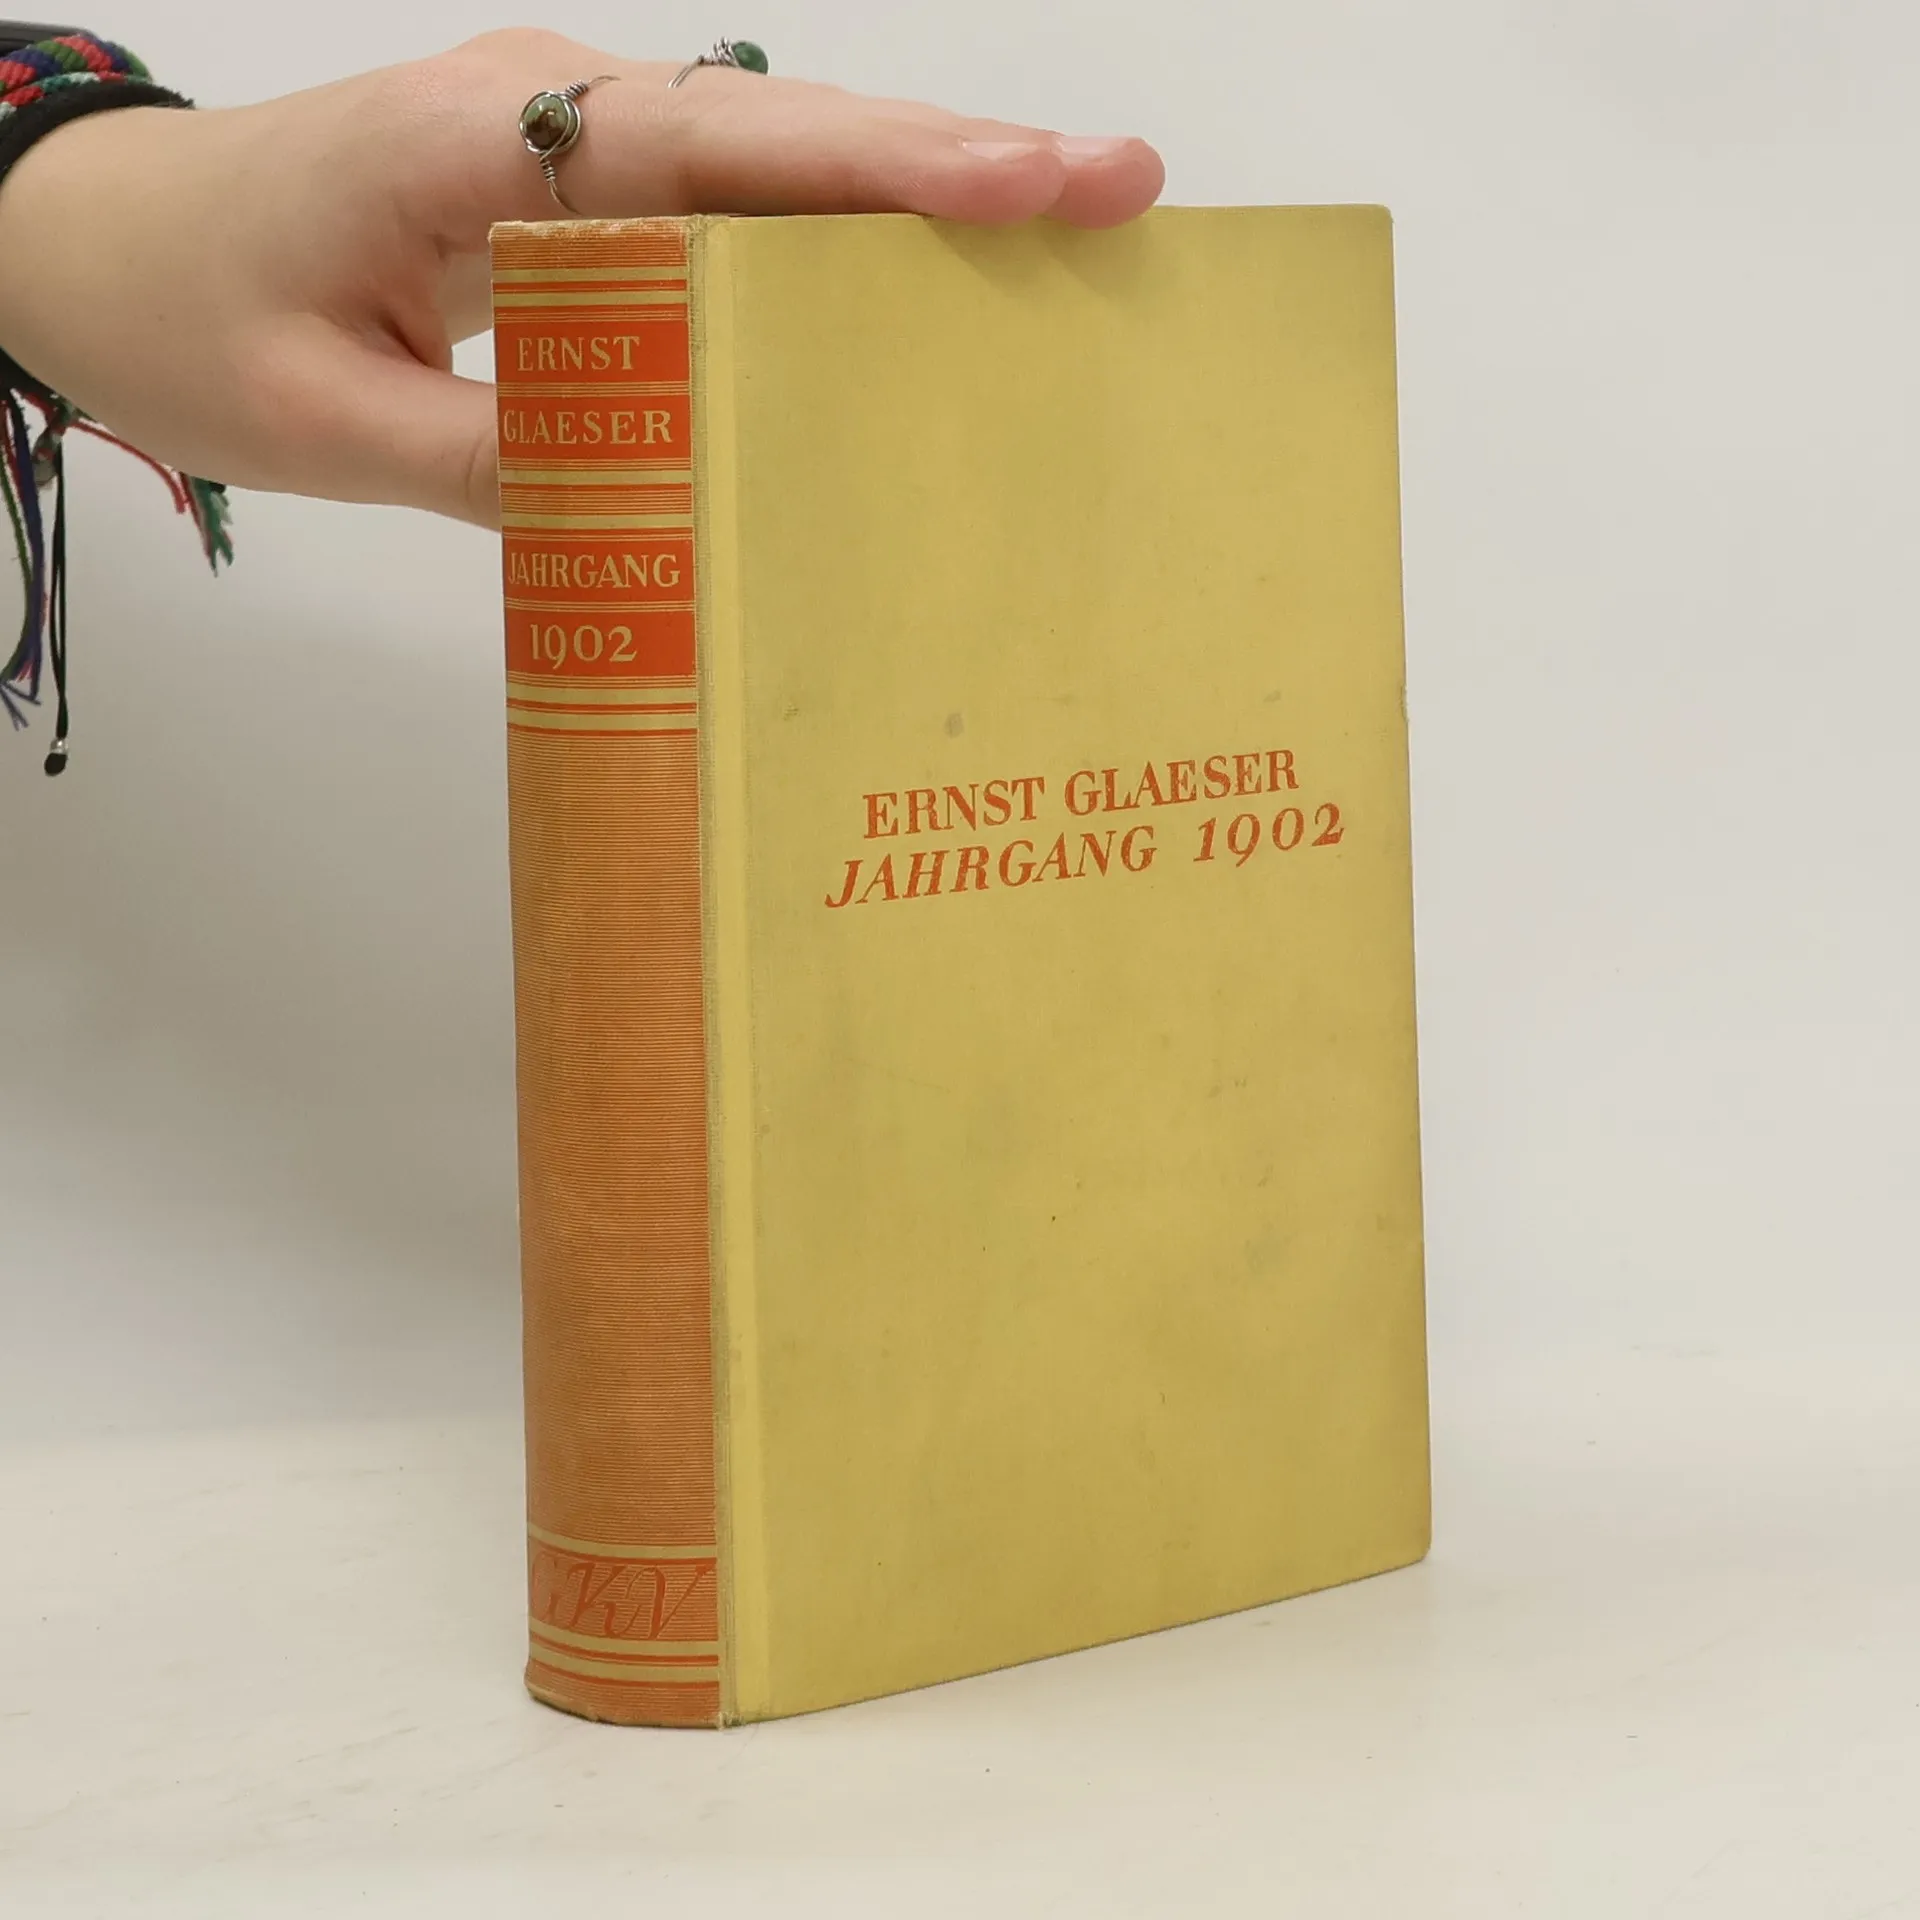 ERNST
GLAESER
JAHRGANG
1902
GKV
ERNST GLAESER
JAHRGANG 1902